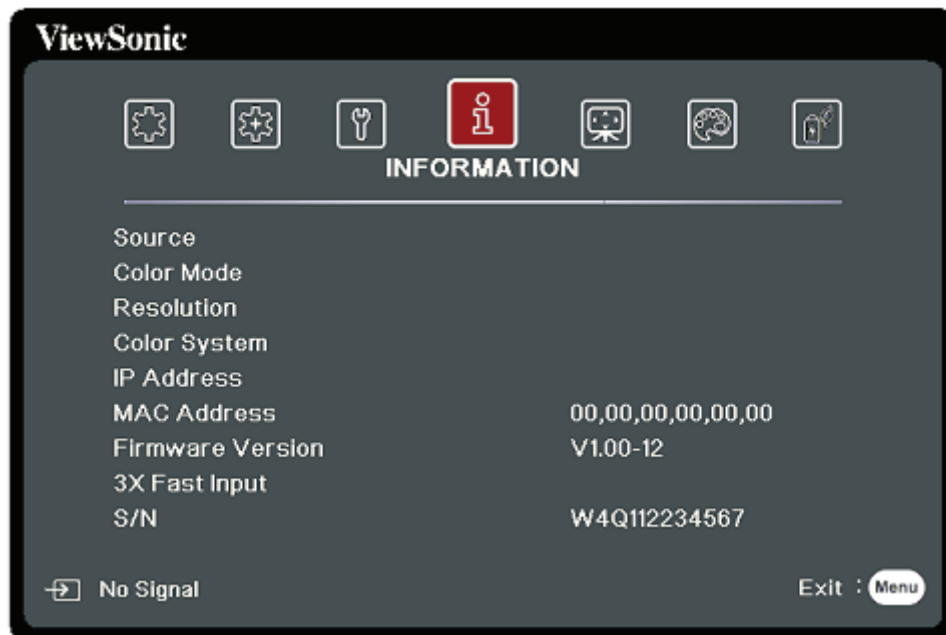 ViewSonic
INFORMATION
Source
Color Mode
Resolution
Color System
IP Address
MAC Address 00,00,00,00,00,00
Firmware Version V1.00-12
3X Fast Input
S/N W4Q112234567
No Signal Exit : Menu